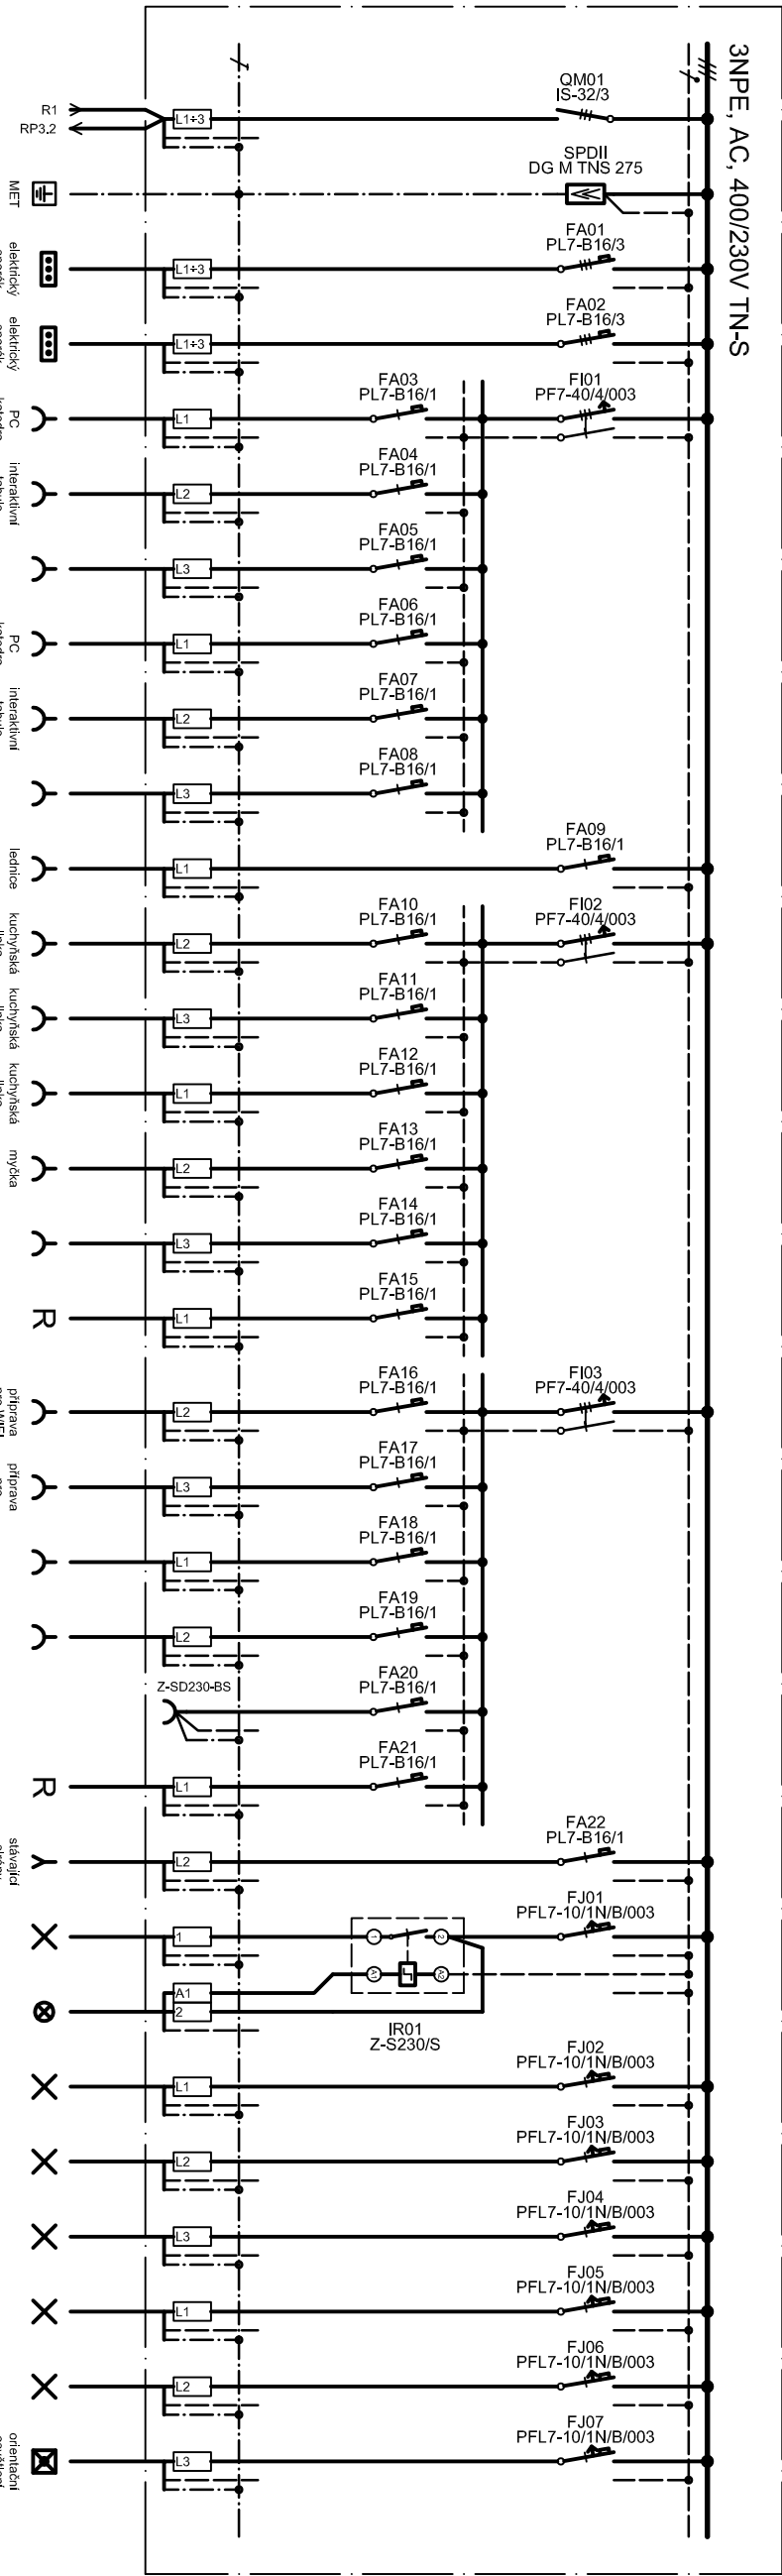 3NPE, AC, 400/230V TN-S
QM01
IS-32/3
L1÷3
R1
RP3.2
SPDII
DG M TNS 275
MET
FA01
PL7-B16/3
L1÷3
elektrický
FA02
PL7-B16/3
L1÷3
elektrický
FI01
PF7-40/4/003
FA03
PL7-B16/1
L1
PC
FA04
PL7-B16/1
L2
interaktivní
FA05
PL7-B16/1
L3
FA06
PL7-B16/1
L1
PC
FA07
PL7-B16/1
L2
interaktivní
FA08
PL7-B16/1
L3
FA09
PL7-B16/1
L1
lednice
FI02
PF7-40/4/003
FA10
PL7-B16/1
L2
kuchyňská
FA11
PL7-B16/1
L3
kuchyňská
FA12
PL7-B16/1
L1
kuchyňská
FA13
PL7-B16/1
L2
myčka
FA14
PL7-B16/1
L3
FA15
PL7-B16/1
L1
R
FI03
PF7-40/4/003
FA16
PL7-B16/1
L2
příprava
FA17
PL7-B16/1
L3
příprava
FA18
PL7-B16/1
L1
FA19
PL7-B16/1
L2
FA20
PL7-B16/1
Z-SD230-BS
FA21
PL7-B16/1
L1
R
FA22
PL7-B16/1
L2
stávající
FJ01
PFL7-10/1N/B/003
1
2
1
A1
A2
A1
2
IR01
Z-S230/S
FJ02
PFL7-10/1N/B/003
L1
FJ03
PFL7-10/1N/B/003
L2
FJ04
PFL7-10/1N/B/003
L3
FJ05
PFL7-10/1N/B/003
L1
FJ06
PFL7-10/1N/B/003
L2
FJ07
PFL7-10/1N/B/003
L3
orientační